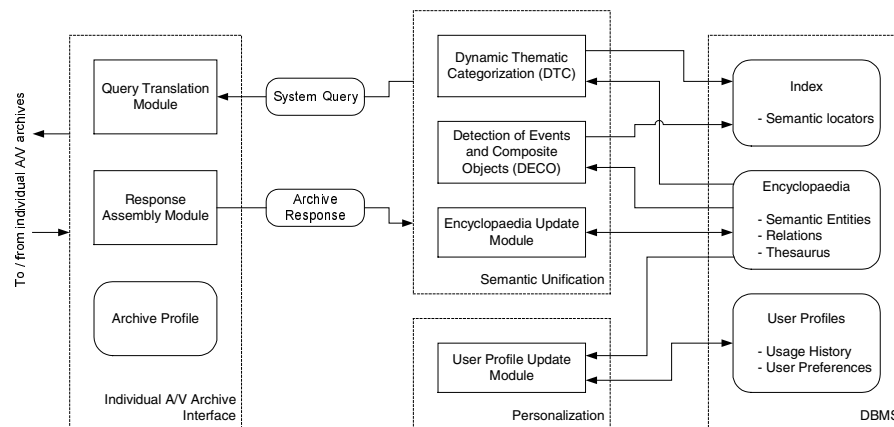 To / from individual A/V archives
Query Translation
Module
Response
Assembly Module
Archive Profile
Individual A/V Archive
Interface
System Query
Archive
Response
Dynamic Thematic
Categorization (DTC)
Detection of Events
and Composite
Objects (DECO)
Encyclopaedia Update
Module
Semantic Unification
User Profile Update
Module
Personalization
Index
- Semantic locators
Encyclopaedia
- Semantic Entities
- Relations
- Thesaurus
User Profiles
- Usage History
- User Preferences
DBMS